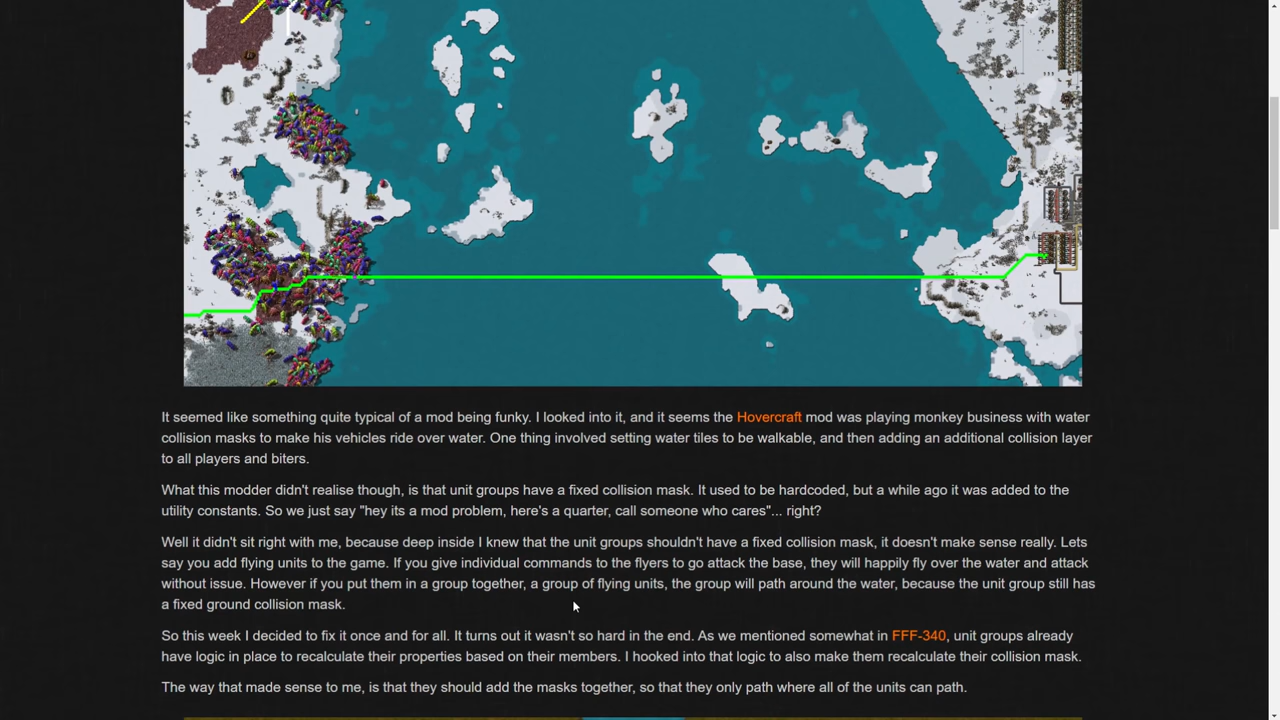 It seemed like something quite typical of a mod being funky. I looked into it, and it seems the Hovercraft mod was playing monkey business with water
collision masks to make his vehicles ride over water. One thing involved setting water tiles to be walkable, and then adding an additional collision layer
to all players and biters.
What this modder didn't realise though, is that unit groups have a fixed collision mask. It used to be hardcoded, but a while ago it was added to the
utility constants. So we just say "hey its a mod problem, here's a quarter, call someone who cares"... right?
Well it didn't sit right with me, because deep inside I knew that the unit groups shouldn't have a fixed collision mask, it doesn't make sense really. Lets
say you add flying units to the game. If you give individual commands to the flyers to go attack the base, they will happily fly over the water and attack
without issue. However if you put them in a group together, a group of flying units, the group will path around the water, because the unit group still has
a fixed ground collision mask.
So this week I decided to fix it once and for all. It turns out it wasn't so hard in the end. As we mentioned somewhat in FFF-340, unit groups already
have logic in place to recalculate their properties based on their members. I hooked into that logic to also make them recalculate their collision mask.
The way that made sense to me, is that they should add the masks together, so that they only path where all of the units can path.